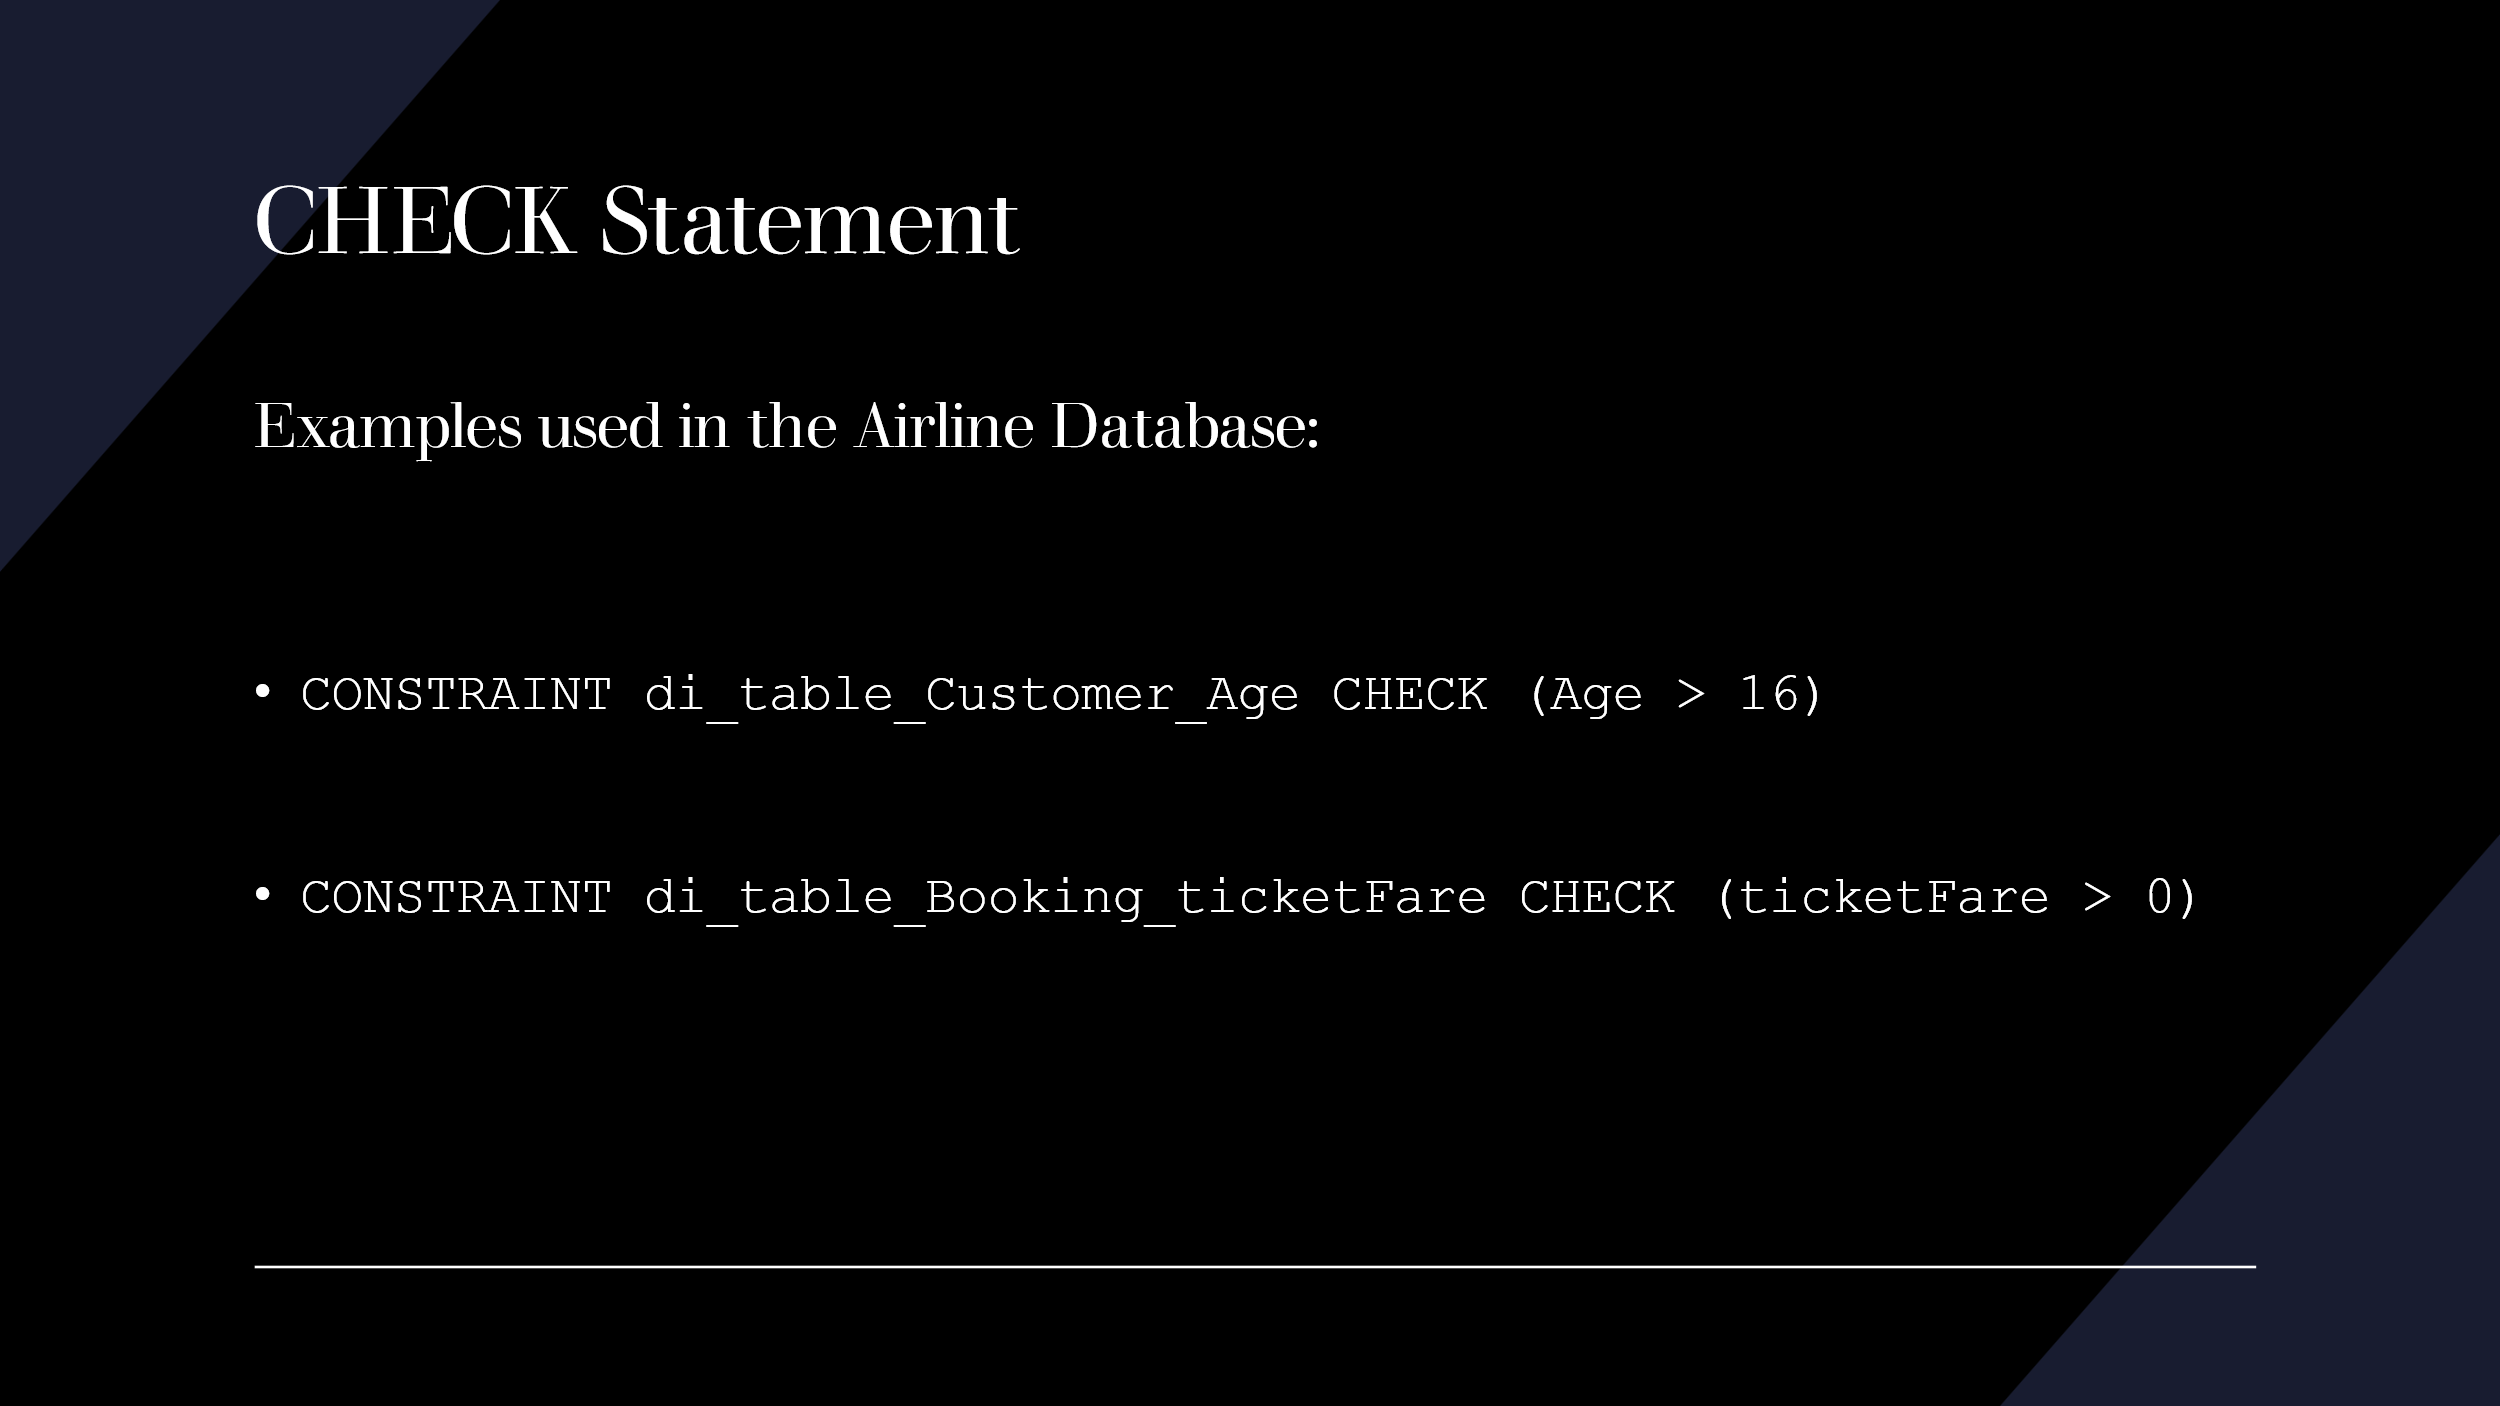 CHECK Statement
Examples used in the Airline Database:
• CONSTRAINT di_table_Customer_Age CHECK (Age > 16)
• CONSTRAINT di_table_Booking_ticketFare CHECK (ticketFare > 0)